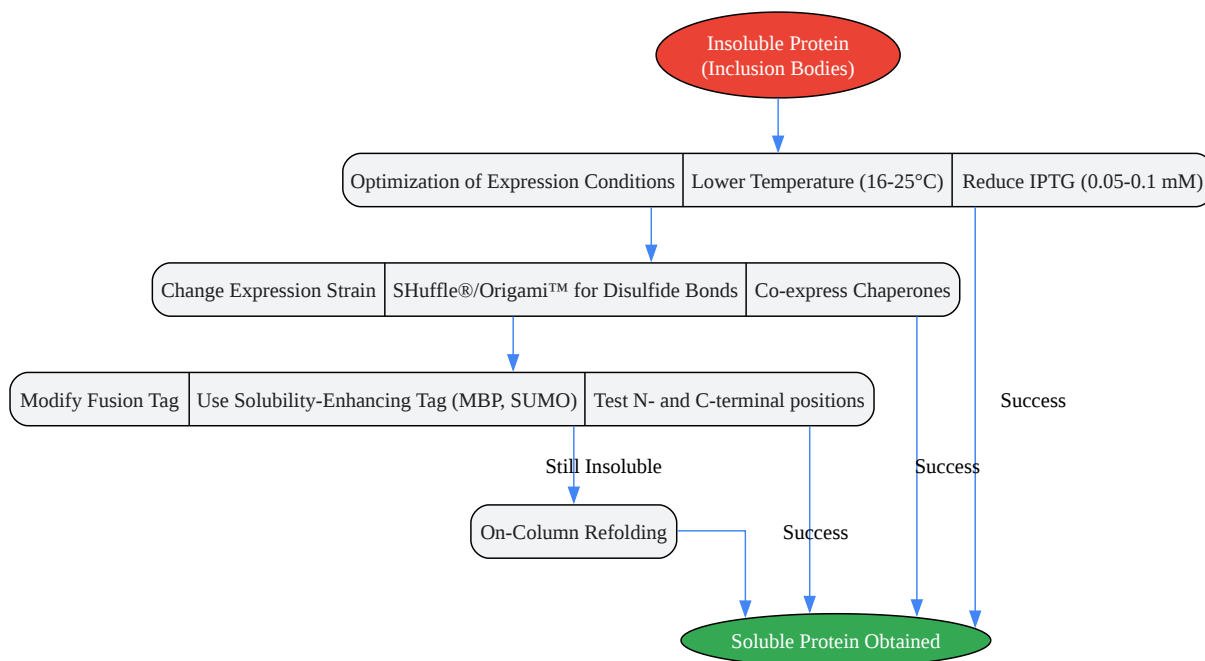 Insoluble Protein
(Inclusion Bodies)
Optimization of Expression Conditions
Lower Temperature (16-25°C)
Reduce IPTG (0.05-0.1 mM)
Change Expression Strain
SHuffle®/Origami™ for Disulfide Bonds
Co-express Chaperones
Modify Fusion Tag
Use Solubility-Enhancing Tag (MBP, SUMO)
Test N- and C-terminal positions
Success
Still Insoluble
Success
On-Column Refolding
Success
Soluble Protein Obtained